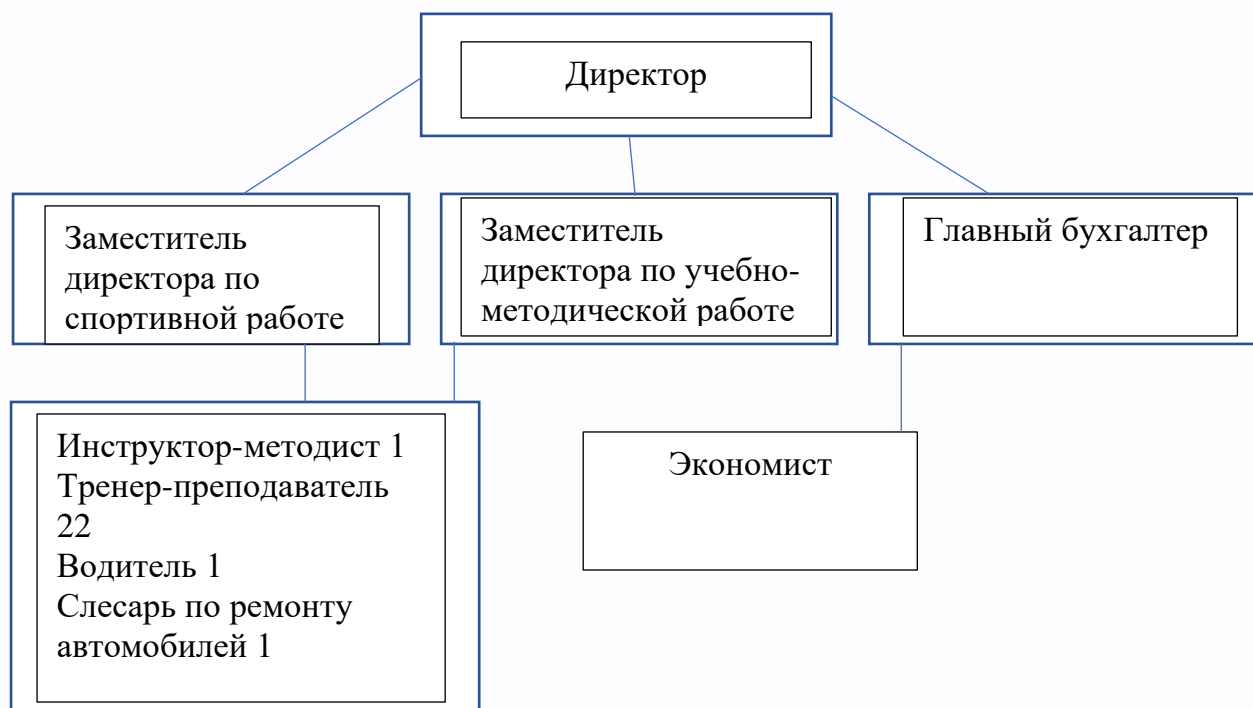 Директор
Заместитель
директора по
спортивной работе
Заместитель
директора по учебно-
методической работе
Главный бухгалтер
Инструктор-методист 1
Тренер-преподаватель
22
Водитель 1
Слесарь по ремонту
автомобилей 1
Экономист